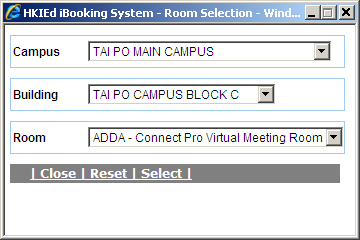 HKIEd iBooking System - Room Selection - Wind...
Campus TAI PO MAIN CAMPUS
Building TAI PO CAMPUS BLOCK C
Room ADDA - Connect Pro Virtual Meeting Room
| Close | Reset | Select |